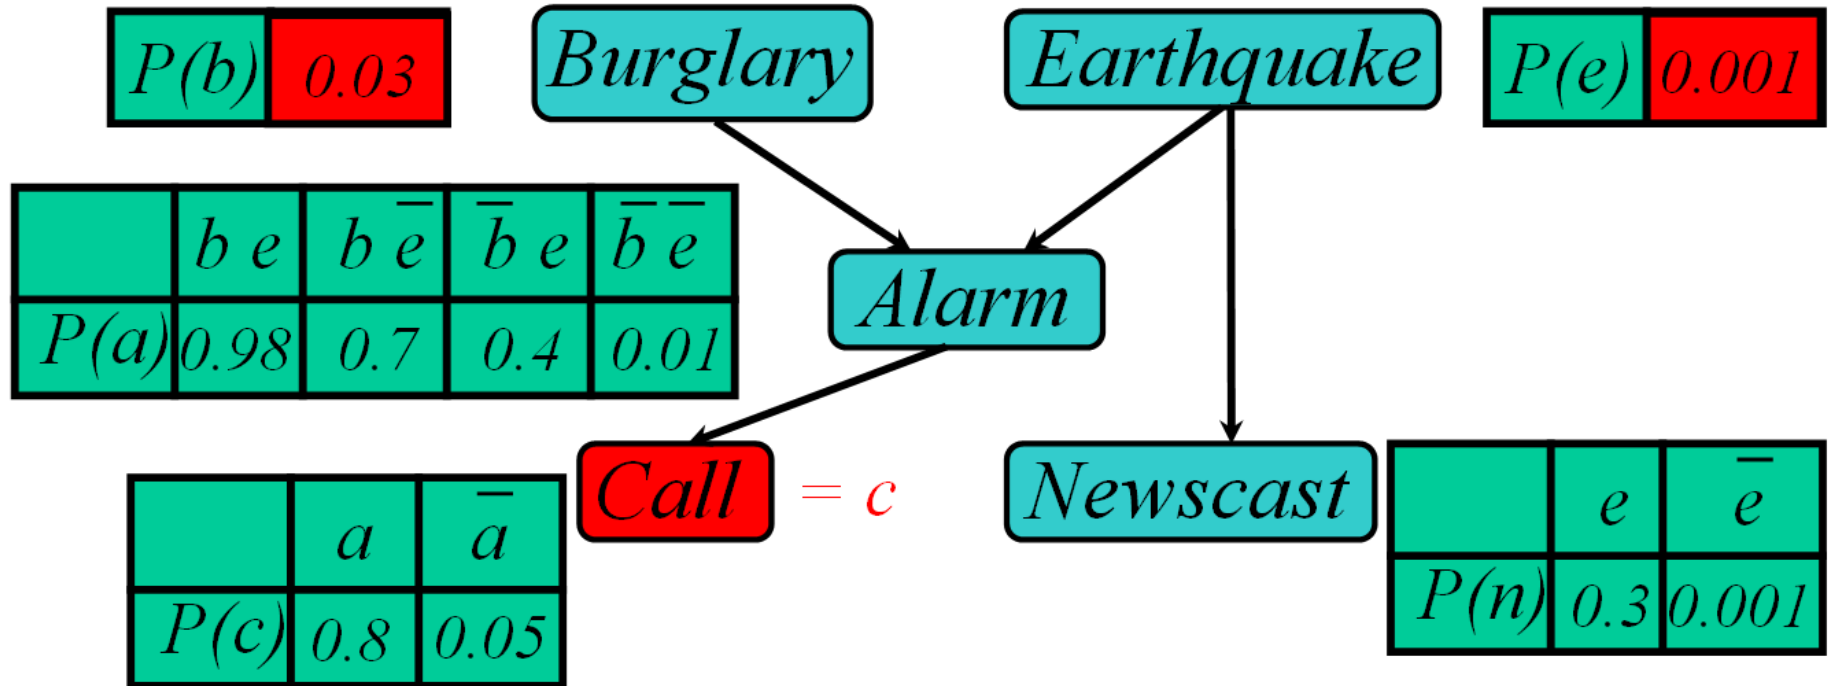 P(b) 0.03
Burglary
Earthquake
P(e) 0.001
b e b e̅ b̅ e b̅ e̅
P(a) 0.98 0.7 0.4 0.01
Alarm
Call = c
Newscast
a a̅
P(c) 0.8 0.05
e e̅
P(n) 0.3 0.001